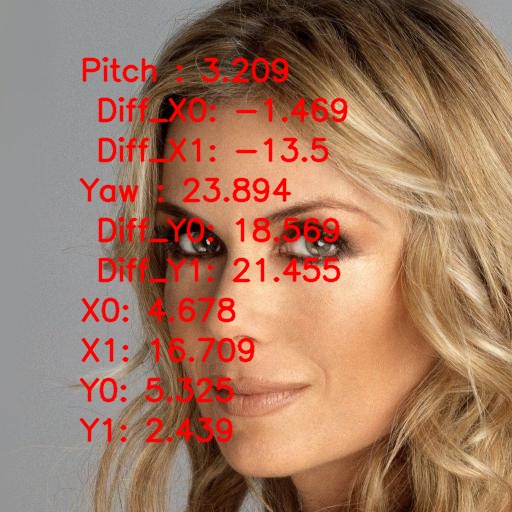 Pitch : 3.209
Diff_X0: -1.469
Diff_X1: -13.5
Yaw : 23.894
Diff_Y0: 18.569
Diff_Y1: 21.455
X0: 4.678
X1: 16.709
Y0: 5.325
Y1: 2.439